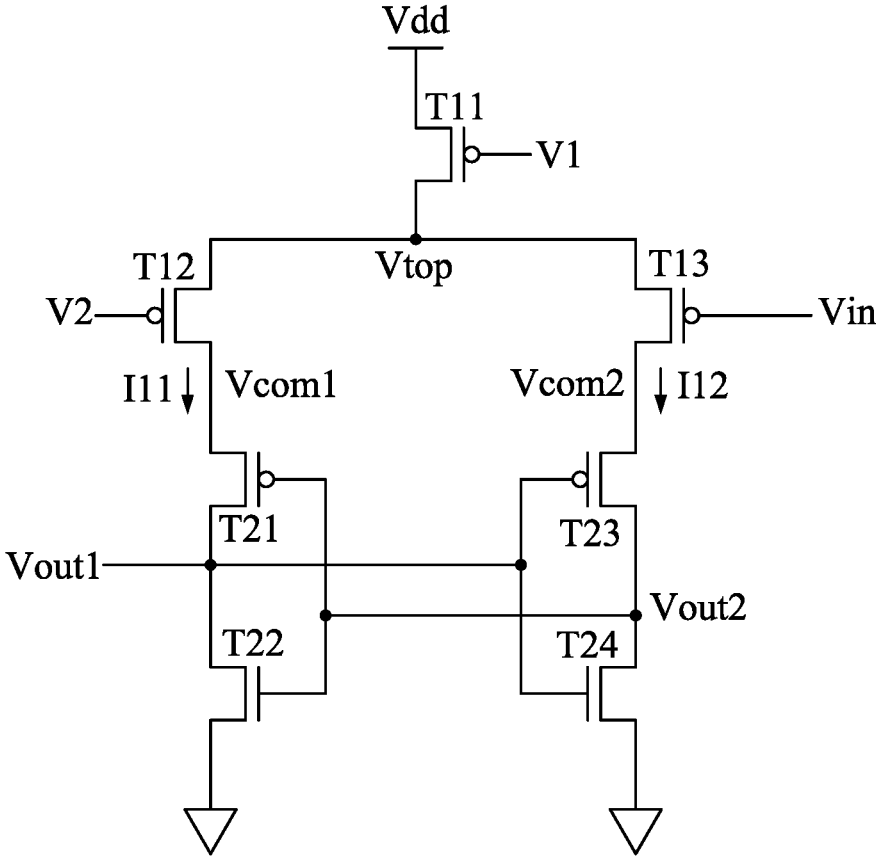 Vdd
T11
V1
Vtop
T12
T13
V2
Vin
I11
Vcom1
Vcom2
I12
T21
T23
Vout1
Vout2
T22
T24